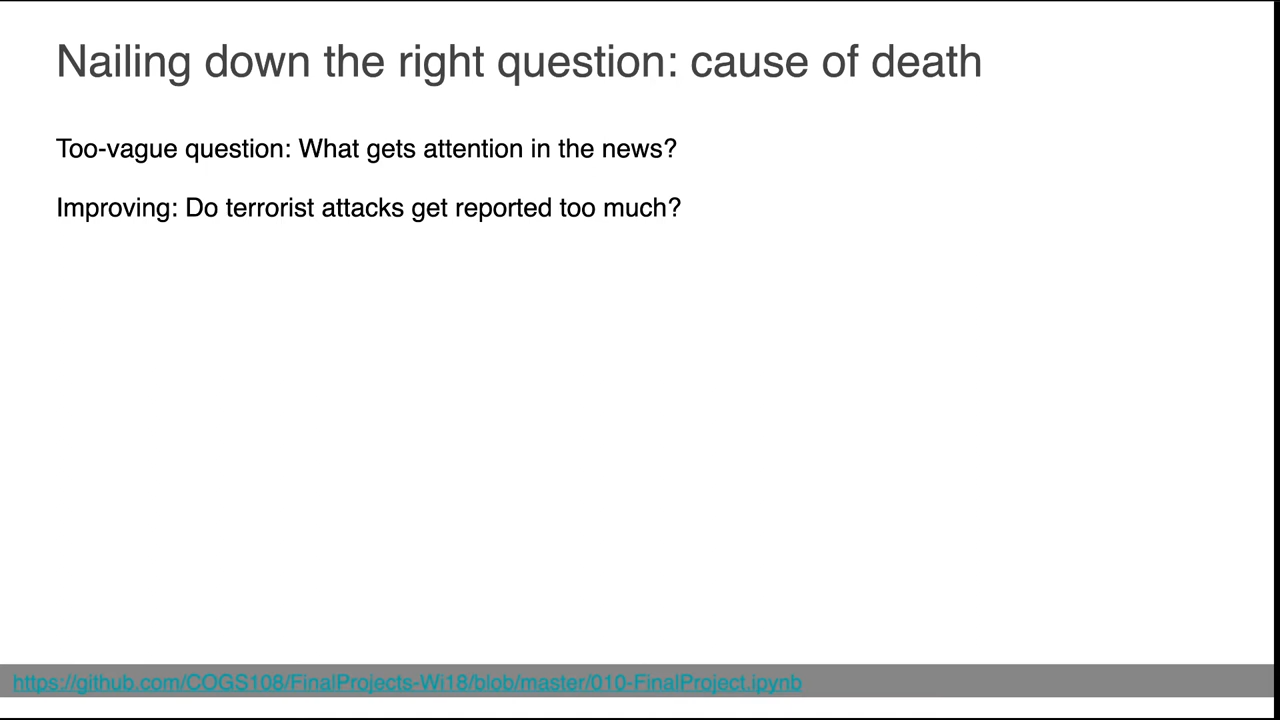 Nailing down the right question: cause of death
Too-vague question: What gets attention in the news?
Improving: Do terrorist attacks get reported too much?
https://github.com/COGS108/FinalProjects-Wi18/blob/master/010-FinalProject.ipynb